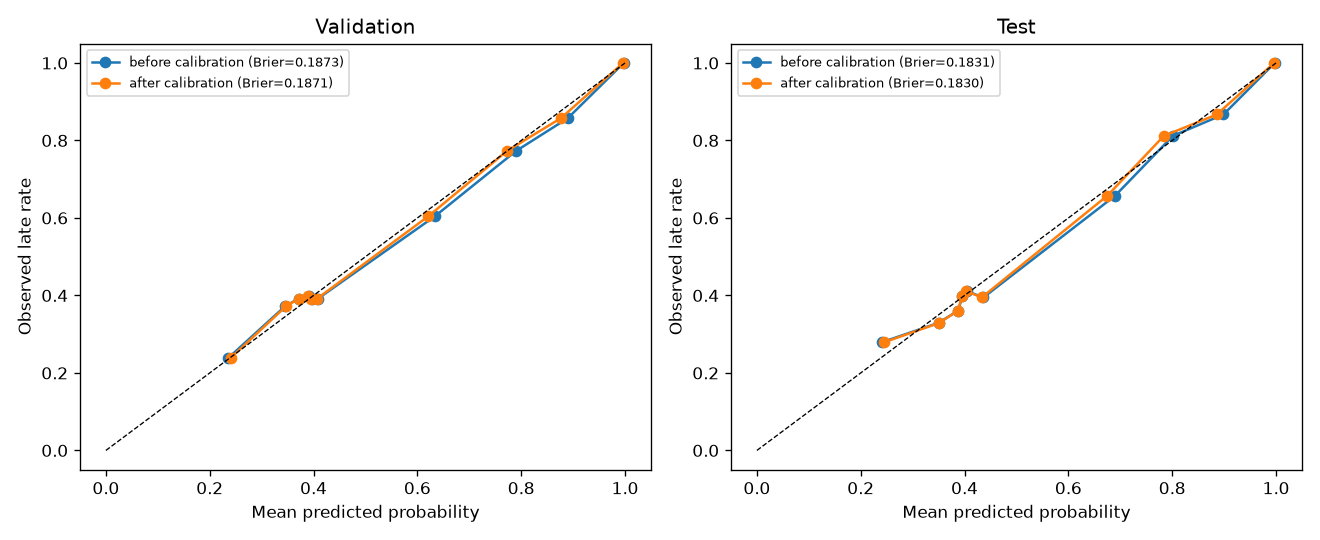 Validation
before calibration (Brier=0.1873)
after calibration (Brier=0.1871)
Observed late rate
1.0
0.8
0.6
0.4
0.2
0.0
0.0 0.2 0.4 0.6 0.8 1.0
Mean predicted probability
Test
before calibration (Brier=0.1831)
after calibration (Brier=0.1830)
Observed late rate
1.0
0.8
0.6
0.4
0.2
0.0
0.0 0.2 0.4 0.6 0.8 1.0
Mean predicted probability